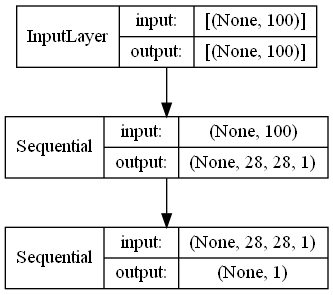 InputLayer
input: [(None, 100)]
output: [(None, 100)]
Sequential
input: (None, 100)
output: (None, 28, 28, 1)
Sequential
input: (None, 28, 28, 1)
output: (None, 1)